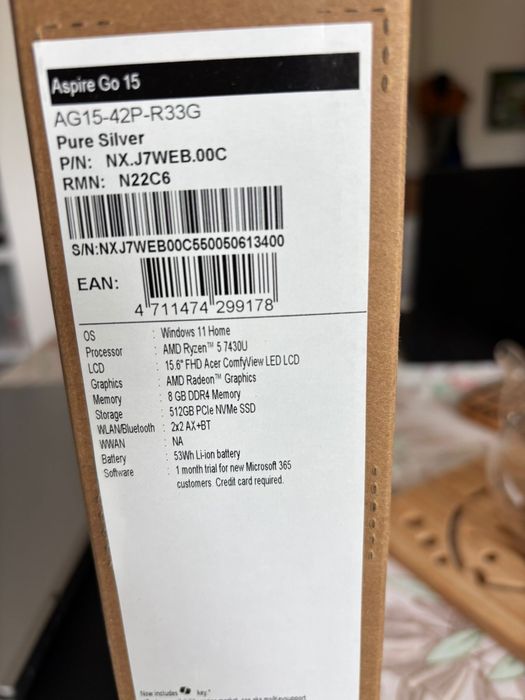 Aspire Go 15
AG15-42P-R33G
Pure Silver
P/N: NX.J7WEB.00C
RMN: N22C6
S/N:NXJ7WEB00C550050613400
EAN:
4 711474 299178
OS : Windows 11 Home
Processor : AMD Ryzen™ 5 7430U
LCD : 15.6" FHD Acer ComfyView LED LCD
Graphics : AMD Radeon™ Graphics
Memory : 8 GB DDR4 Memory
Storage : 512GB PCIe NVMe SSD
WLAN/Bluetooth : 2x2 AX+BT
WWAN : NA
Battery : 53Wh Li-ion battery
Software : 1 month trial for new Microsoft 365
customers. Credit card required.
Now includes key.*